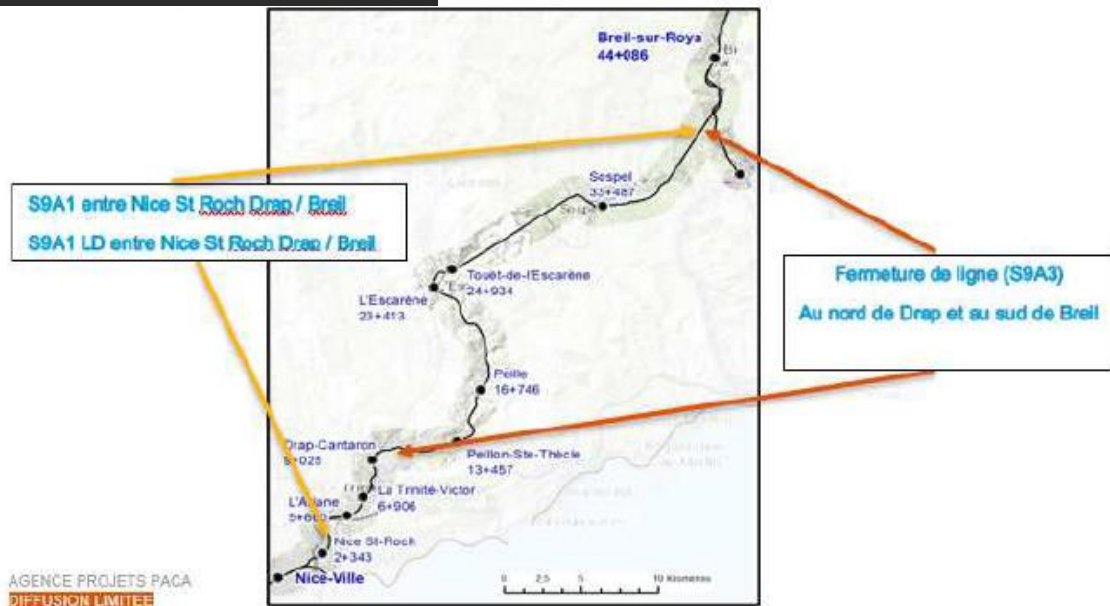 Breil-sur-Roya
44+086
Sospel
33+487
S9A1 entre Nice St Roch Drap / Breil
S9A1 LD entre Nice St Roch Drap / Breil
Fermeture de ligne (S9A3)
Au nord de Drap et au sud de Breil
Touët-de-l'Escarène
24+934
L'Escarène
23+413
Peille
16+746
Drap-Cantaron
9+025
Peillon-Ste-Thècle
13+457
La Trinité-Victor
6+906
L'Ariane
Nice St-Roch
2+343
Nice-Ville
0 2,5 5 10 Kilomètres
AGENCE PROJETS PACA
DIFFUSION LIMITEE